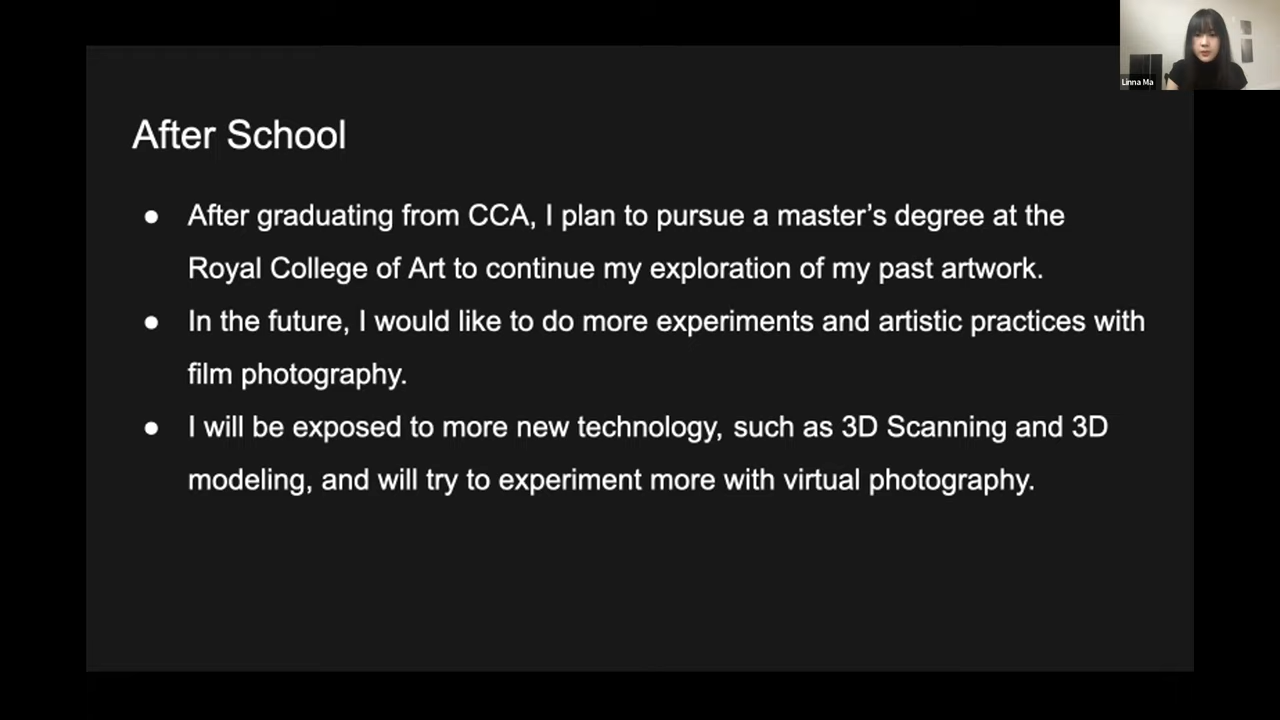 Linna Ma
After School
● After graduating from CCA, I plan to pursue a master’s degree at the
Royal College of Art to continue my exploration of my past artwork.
● In the future, I would like to do more experiments and artistic practices with
film photography.
● I will be exposed to more new technology, such as 3D Scanning and 3D
modeling, and will try to experiment more with virtual photography.